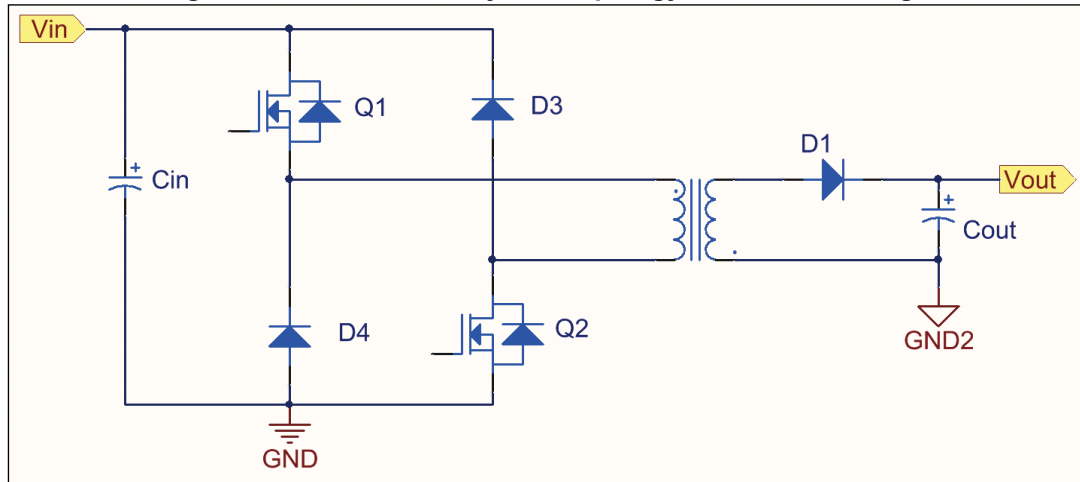 Vin
Q1
D3
D1
Cin
+
Vout
+
Cout
D4
Q2
GND2
GND